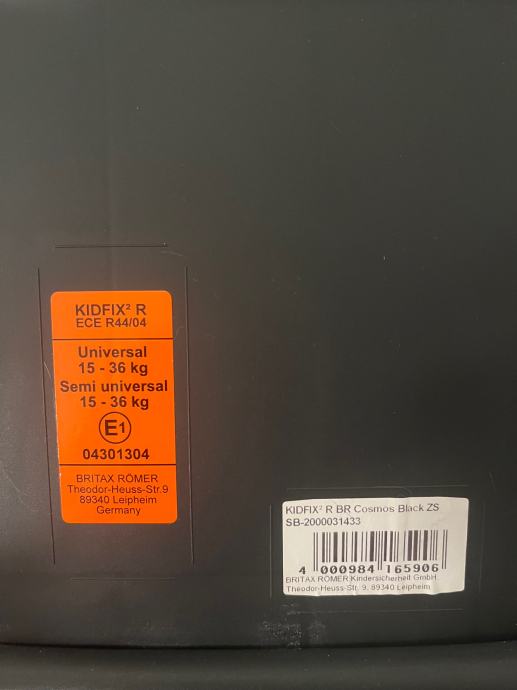 KIDFIX² R
ECE R44/04
Universal
15 - 36 kg
Semi universal
15 - 36 kg
E1
04301304
BRITAX RÖMER
Theodor-Heuss-Str.9
89340 Leipheim
Germany
KIDFIX² R BR Cosmos Black ZS
SB-2000031433
4 000984 165906
BRITAX RÖMER Kindersicherheit GmbH
Theodor-Heuss-Str. 9, 89340 Leipheim